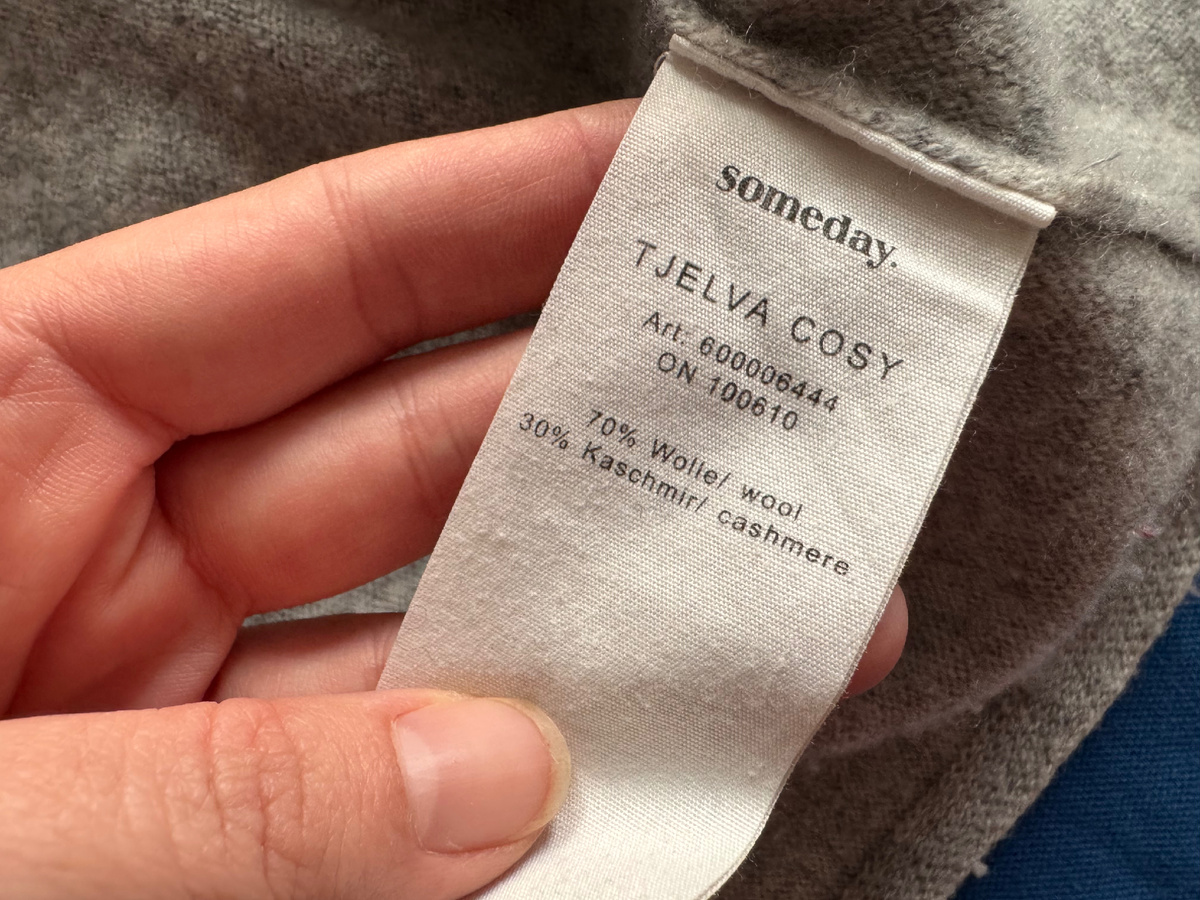 someday.
TJELVA COSY
Art: 600006444
ON 100610
70% Wolle/ wool
30% Kaschmir/ cashmere